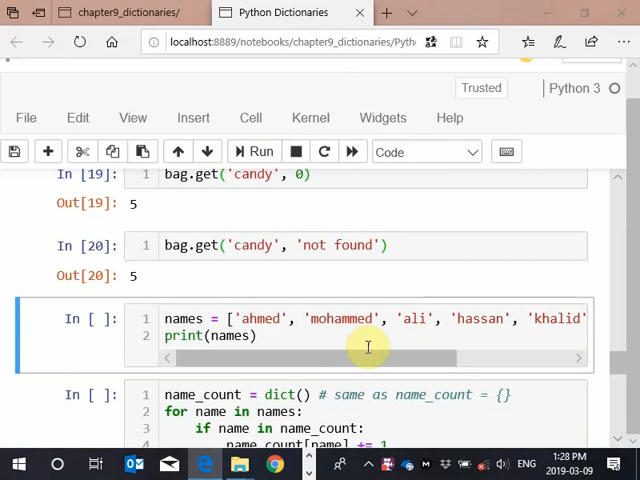 chapter9_dictionaries/
Python Dictionaries
localhost:8889/notebooks/chapter9_dictionaries/Pyth
Trusted
Python 3
File Edit View Insert Cell Kernel Widgets Help
Run
Code
In [19]: 1 bag.get('candy', 0)
Out[19]: 5
In [20]: 1 bag.get('candy', 'not found')
Out[20]: 5
In [ ]: 1 names = ['ahmed', 'mohammed', 'ali', 'hassan', 'khalid'
2 print(names)
In [ ]: 1 name_count = dict() # same as name_count = {}
2 for name in names:
3 if name in name_count:
4 name_count[name] += 1
ENG
1:28 PM
2019-03-09